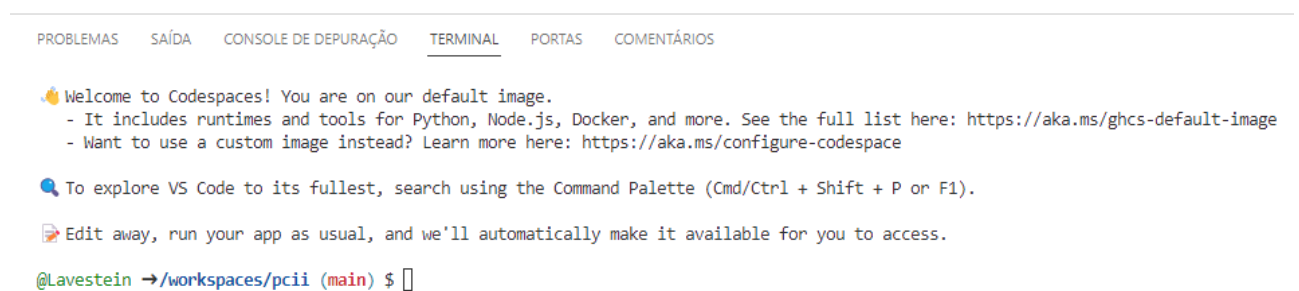 PROBLEMAS SAÍDA CONSOLE DE DEPURAÇÃO TERMINAL PORTAS COMENTÁRIOS
👋 Welcome to Codespaces! You are on our default image.
- It includes runtimes and tools for Python, Node.js, Docker, and more. See the full list here: https://aka.ms/ghcs-default-image
- Want to use a custom image instead? Learn more here: https://aka.ms/configure-codespace
🔍 To explore VS Code to its fullest, search using the Command Palette (Cmd/Ctrl + Shift + P or F1).
📝 Edit away, run your app as usual, and we'll automatically make it available for you to access.
@Lavestein →/workspaces/pcii (main) $